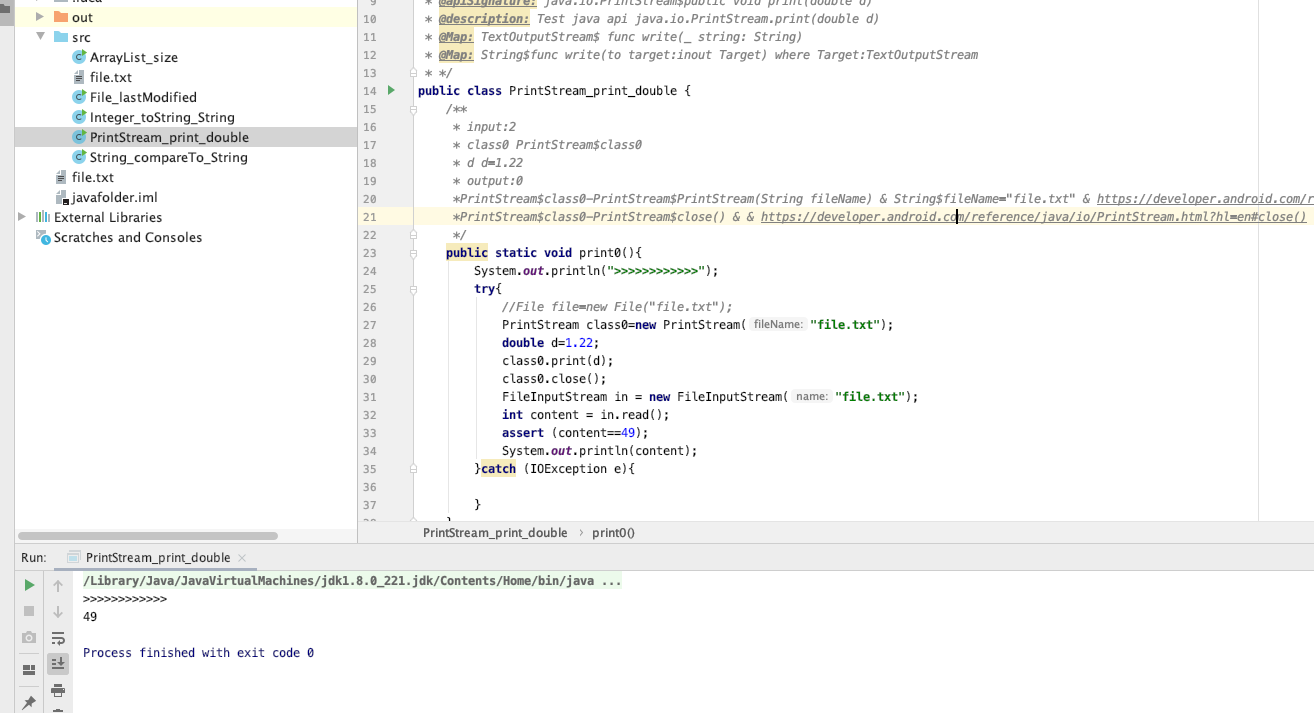 out
src
ArrayList_size
file.txt
File_lastModified
Integer_toString_String
PrintStream_print_double
String_compareTo_String
file.txt
javafolder.iml
External Libraries
Scratches and Consoles
9 * @apiSignature: java.io.PrintStream$public void print(double d)
10 * @description: Test java api java.io.PrintStream.print(double d)
11 * @Map: TextOutputStream$ func write(_ string: String)
12 * @Map: String$func write(to target:inout Target) where Target:TextOutputStream
13 * */
14 public class PrintStream_print_double {
15 /**
16 * input:2
17 * class0 PrintStream$class0
18 * d d=1.22
19 * output:0
20 *PrintStream$class0-PrintStream$PrintStream(String fileName) & String$fileName="file.txt" & https://developer.android.com/r
21 *PrintStream$class0-PrintStream$close() & & https://developer.android.com/reference/java/io/PrintStream.html?hl=en#close()
22 */
23 public static void print0(){
24 System.out.println(">>>>>>>>>>>>");
25 try{
26 //File file=new File("file.txt");
27 PrintStream class0=new PrintStream( fileName: "file.txt");
28 double d=1.22;
29 class0.print(d);
30 class0.close();
31 FileInputStream in = new FileInputStream( name: "file.txt");
32 int content = in.read();
33 assert (content==49);
34 System.out.println(content);
35 }catch (IOException e){
36
37 }
PrintStream_print_double › print0()
Run: PrintStream_print_double ×
/Library/Java/JavaVirtualMachines/jdk1.8.0_221.jdk/Contents/Home/bin/java ...
>>>>>>>>>>>>
49
Process finished with exit code 0